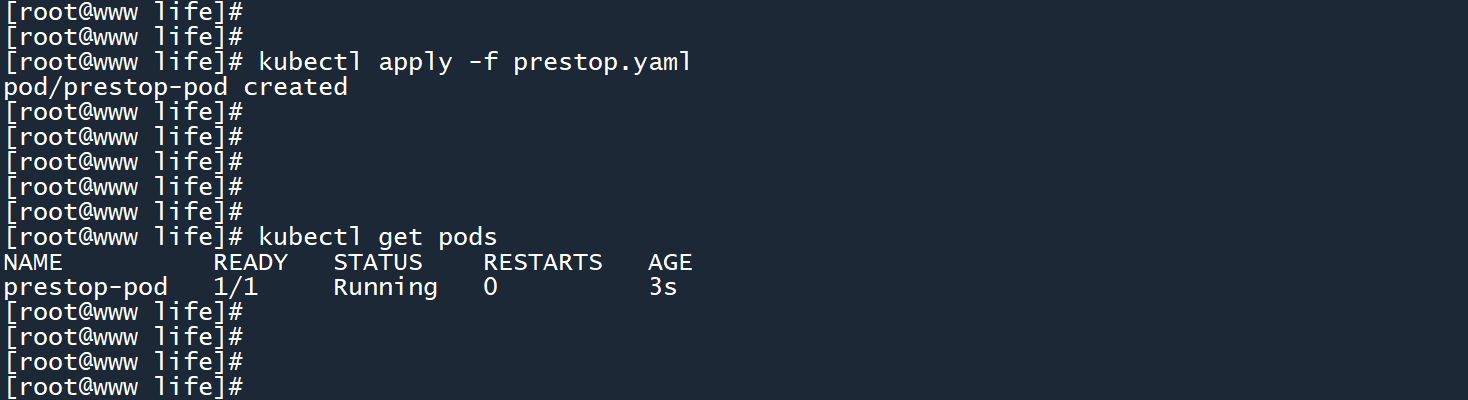 [root@www life]#
[root@www life]#
[root@www life]# kubectl apply -f prestop.yaml
pod/prestop-pod created
[root@www life]#
[root@www life]#
[root@www life]#
[root@www life]#
[root@www life]#
[root@www life]# kubectl get pods
NAME          READY   STATUS    RESTARTS   AGE
prestop-pod   1/1     Running   0          3s
[root@www life]#
[root@www life]#
[root@www life]#
[root@www life]#